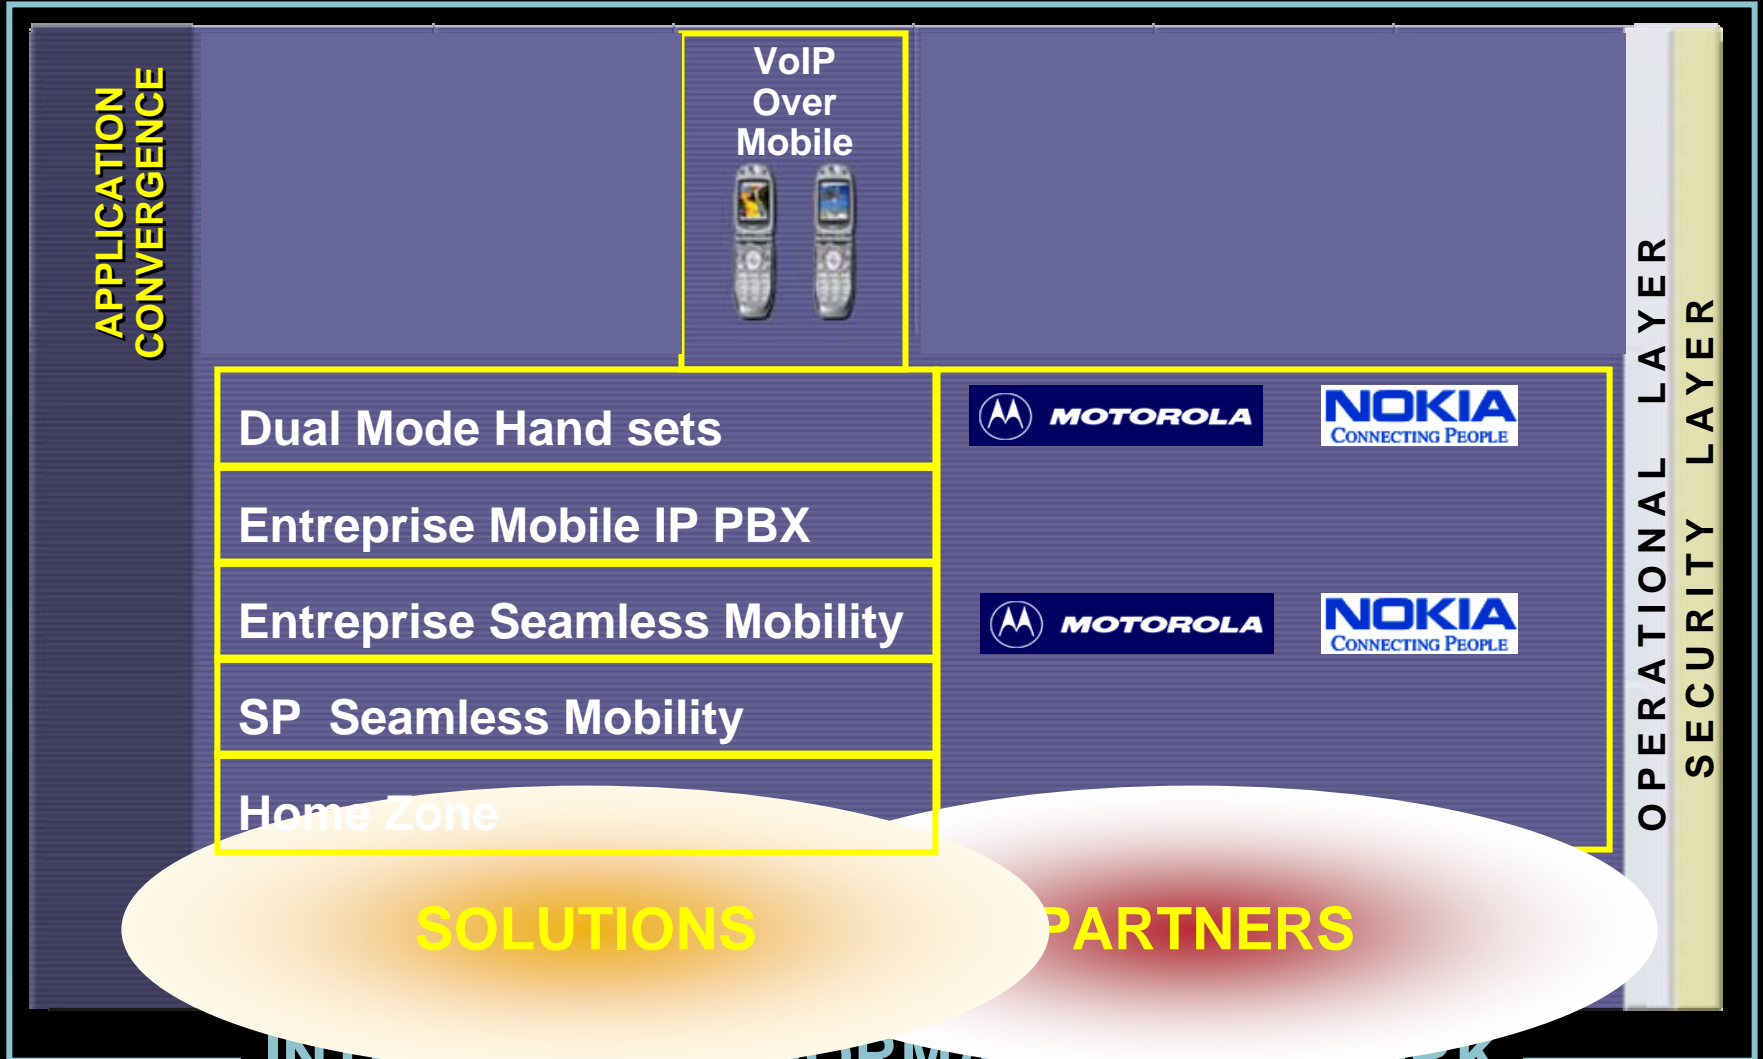 APPLICATION
CONVERGENCE
VoIP
Over
Mobile
Dual Mode Hand sets
MOTOROLA
NOKIA
CONNECTING PEOPLE
Entreprise Mobile IP PBX
Entreprise Seamless Mobility
MOTOROLA
NOKIA
CONNECTING PEOPLE
SP  Seamless Mobility
Home Zone
SOLUTIONS
PARTNERS
OPERATIONAL LAYER
SECURITY LAYER